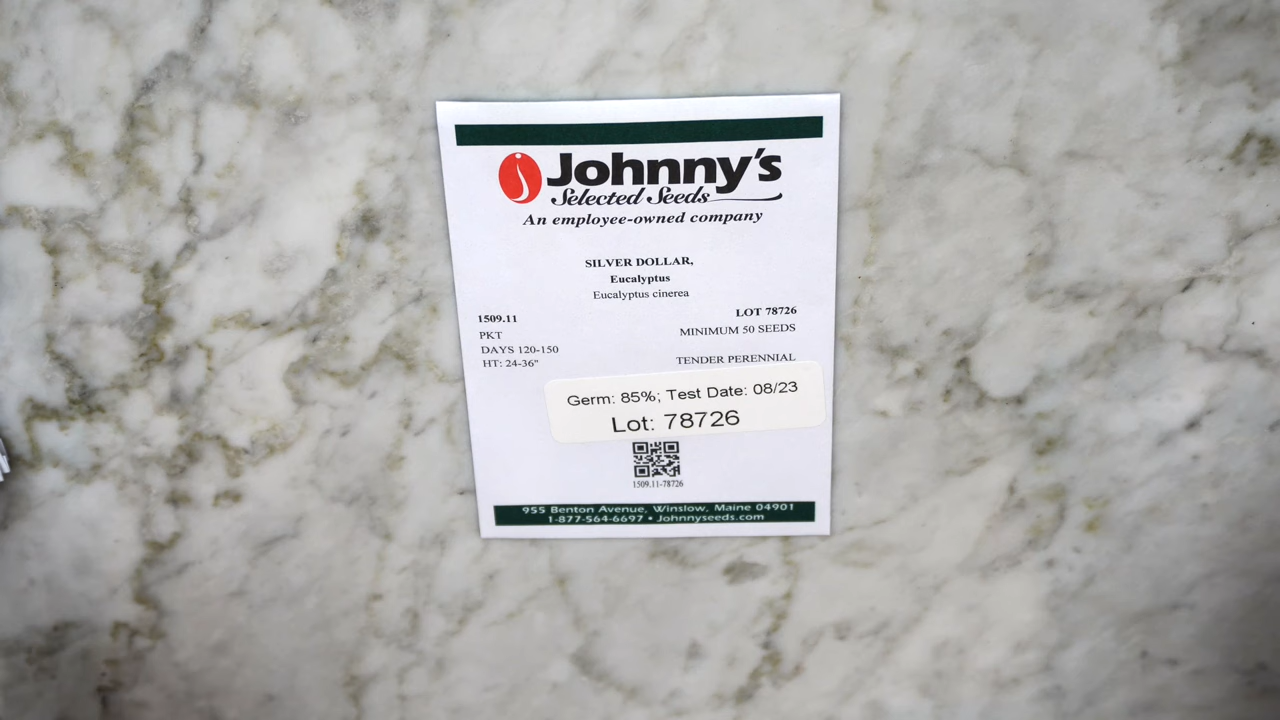 Johnny's
Selected Seeds
An employee-owned company
SILVER DOLLAR,
Eucalyptus
Eucalyptus cinerea
1509.11
LOT 78726
PKT
MINIMUM 50 SEEDS
DAYS 120-150
HT: 24-36"
TENDER PERENNIAL
Germ: 85%; Test Date: 08/23
Lot: 78726
1509.11-78726
955 Benton Avenue, Winslow, Maine 04901
1-877-564-6697 • Johnnyseeds.com